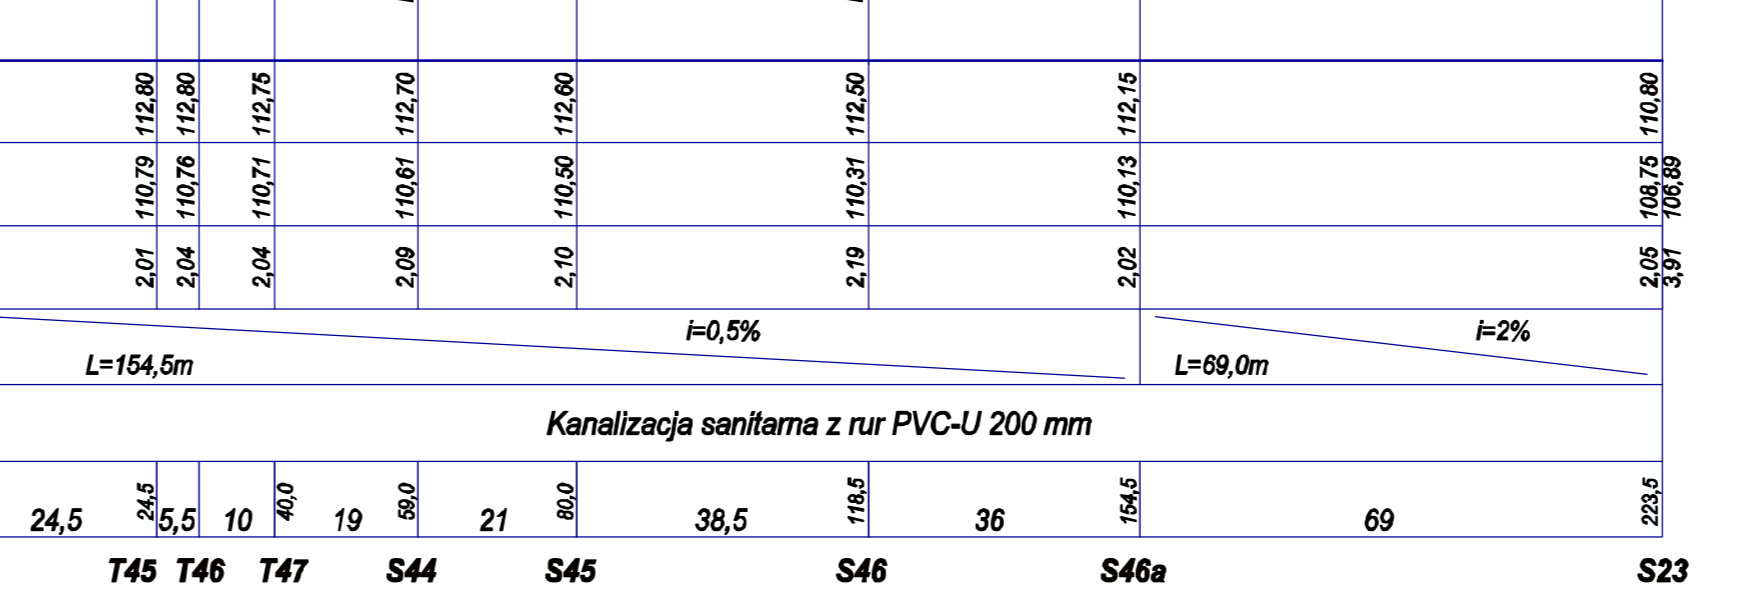 112,80 112,80 112,75 112,70 112,60 112,50 112,15 110,80
110,79 110,76 110,71 110,61 110,50 110,31 110,13 108,75 106,89
2,01 2,04 2,04 2,09 2,10 2,19 2,02 2,05 3,91
i=0,5% i=2%
L=154,5m L=69,0m
Kanalizacja sanitarna z rur PVC-U 200 mm
24,5 40,0 59,0 80,0 118,5 154,5 223,5
24,5 5,5 10 19 21 38,5 36 69
T45 T46 T47 S44 S45 S46 S46a S23